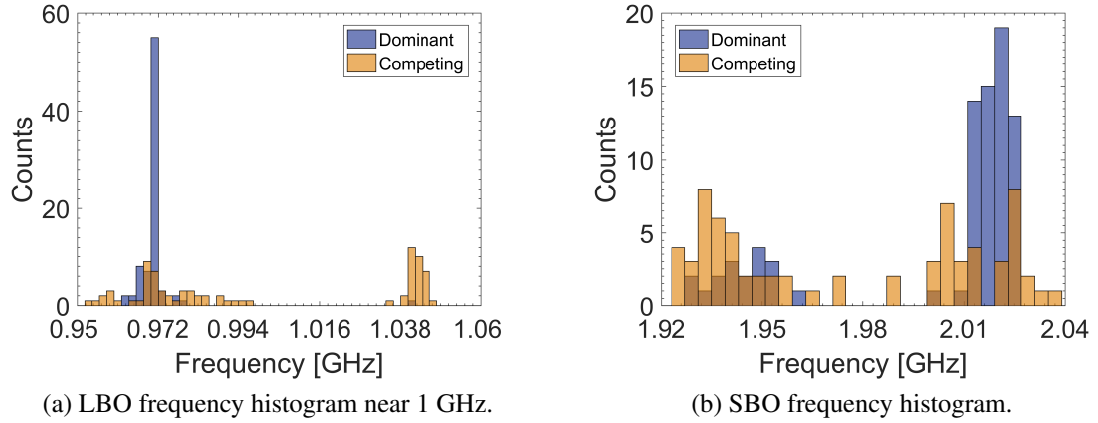 60
40
20
0
Counts
Dominant
Competing
0.95
0.972
0.994
1.016
1.038
1.06
Frequency [GHz]
(a) LBO frequency histogram near 1 GHz.
20
15
10
5
0
Counts
Dominant
Competing
1.92
1.95
1.98
2.01
2.04
Frequency [GHz]
(b) SBO frequency histogram.